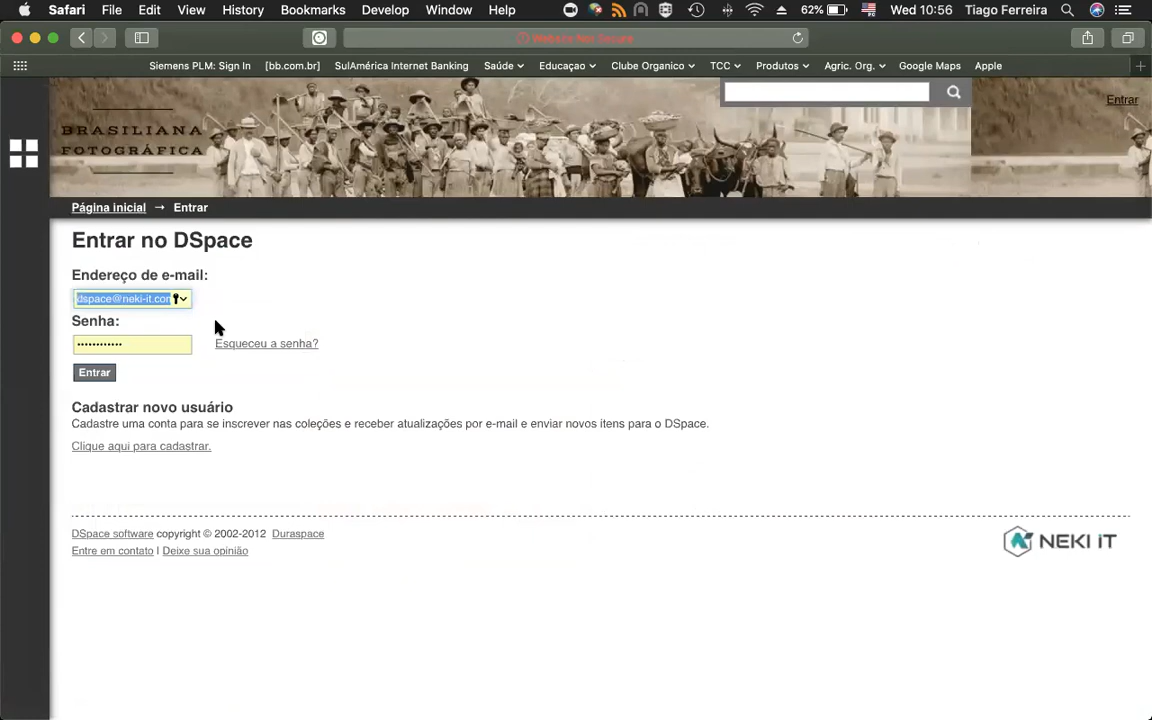 Safari File Edit View History Bookmarks Develop Window Help 62% Wed 10:56 Tiago Ferreira
Website Not Secure
Siemens PLM: Sign In [bb.com.br] SulAmérica Internet Banking Saúde Educaçao Clube Organico TCC Produtos Agric. Org. Google Maps Apple
BRASILIANA
FOTOGRÁFICA
Entrar
Página inicial → Entrar
Entrar no DSpace
Endereço de e-mail:
dspace@neki-it.com
Senha:
••••••••••••
Esqueceu a senha?
Entrar
Cadastrar novo usuário
Cadastre uma conta para se inscrever nas coleções e receber atualizações por e-mail e enviar novos itens para o DSpace.
Clique aqui para cadastrar.
DSpace software copyright © 2002-2012 Duraspace
Entre em contato | Deixe sua opinião
NEKI IT